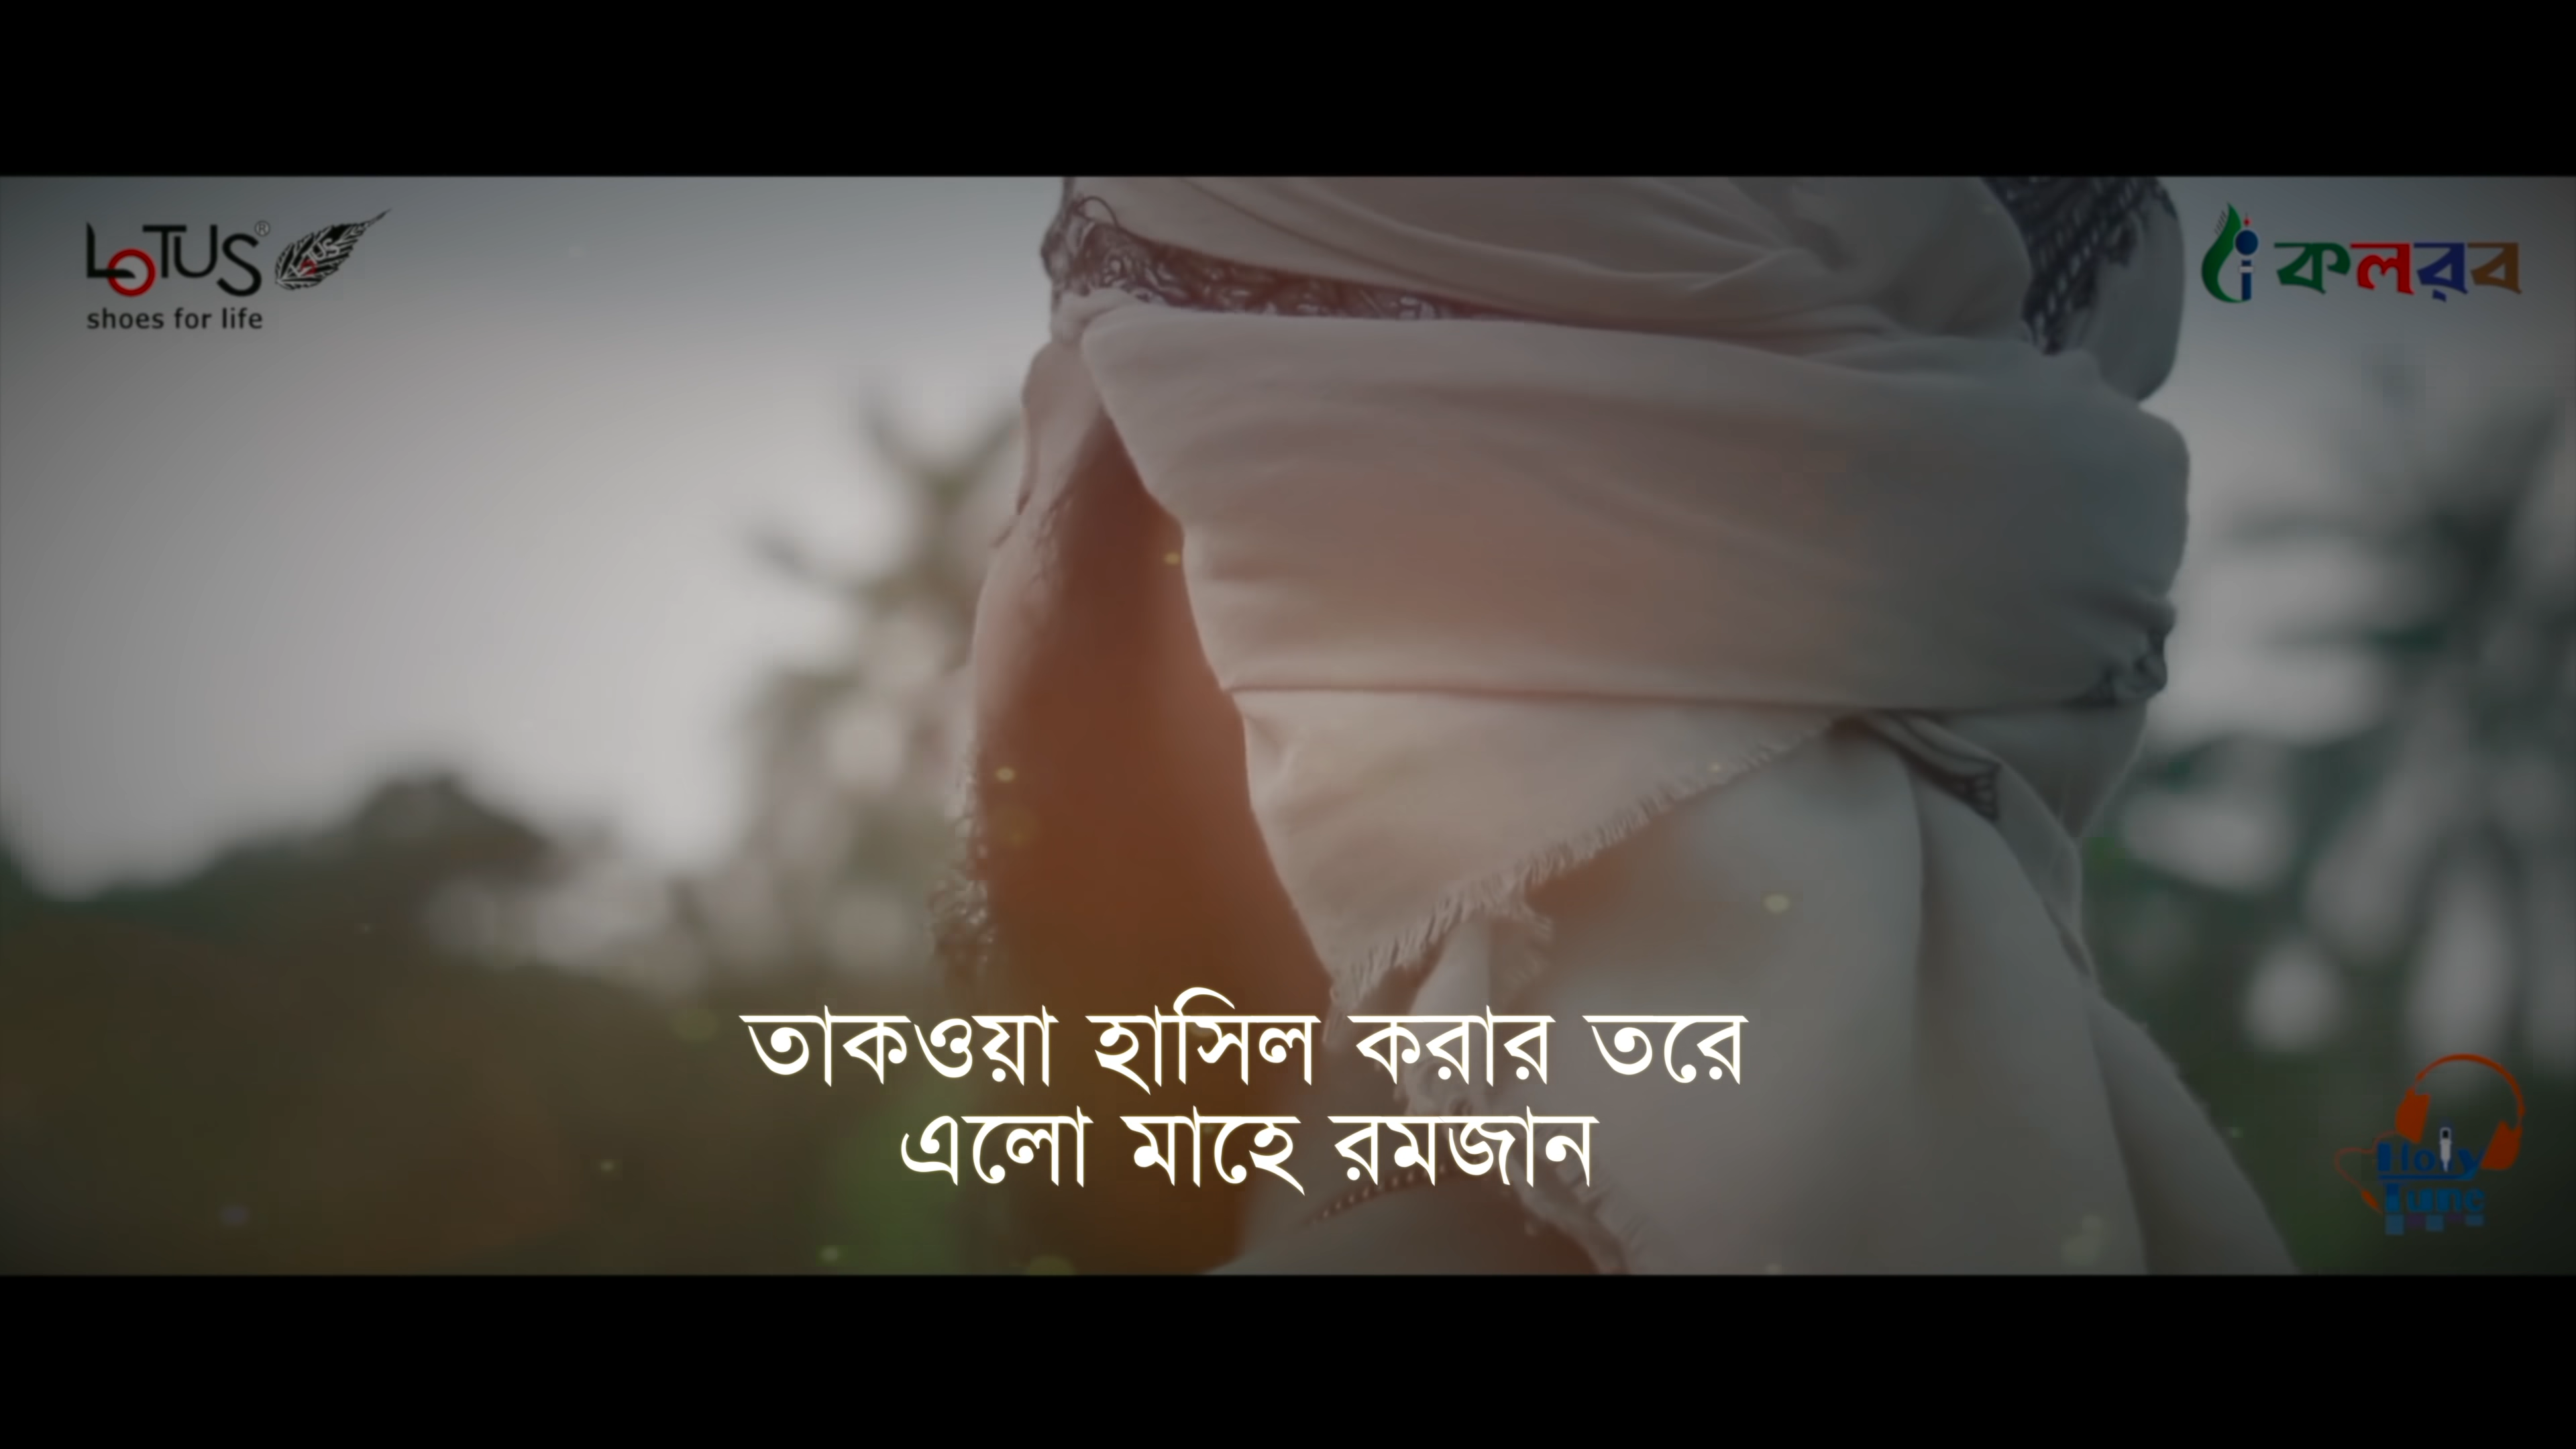 LOTUS®
shoes for life
কলরব
তাকওয়া হাসিল করার তরে
এলো মাহে রমজান
Holy
Tune